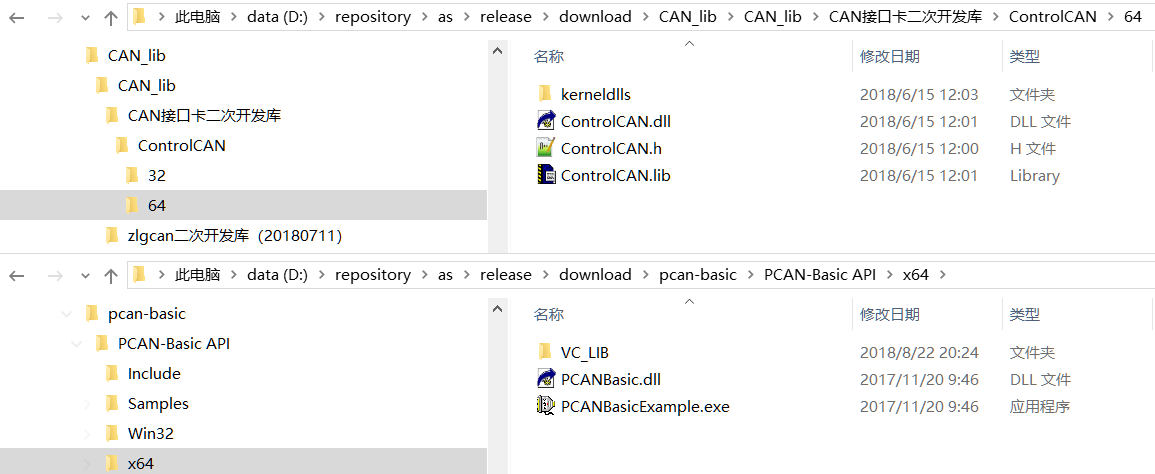 此电脑 data (D:) repository as release download CAN_lib CAN_lib CAN接口卡二次开发库 ControlCAN 64
CAN_lib
CAN_lib
CAN接口卡二次开发库
ControlCAN
32
64
zlgcan二次开发库（20180711）
名称 修改日期 类型
kerneldlls 2018/6/15 12:03 文件夹
ControlCAN.dll 2018/6/15 12:01 DLL 文件
ControlCAN.h 2018/6/15 12:00 H 文件
ControlCAN.lib 2018/6/15 12:01 Library
此电脑 data (D:) repository as release download pcan-basic PCAN-Basic API x64
pcan-basic
PCAN-Basic API
Include
Samples
Win32
x64
名称 修改日期 类型
VC_LIB 2018/8/22 20:24 文件夹
PCANBasic.dll 2017/11/20 9:46 DLL 文件
PCANBasicExample.exe 2017/11/20 9:46 应用程序